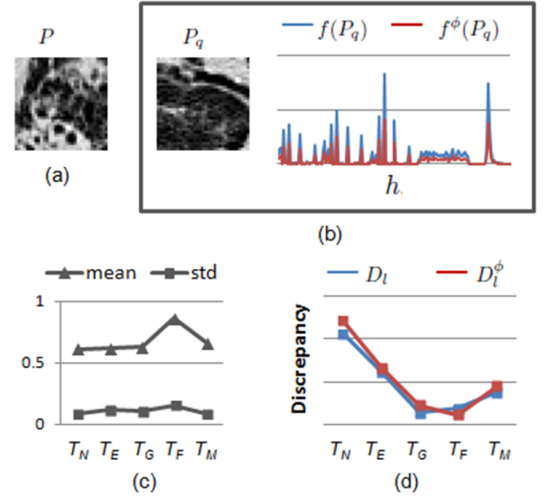 P
P_q
(a)
f(P_q) f^ϕ(P_q)
h
(b)
mean std
1
0.5
0
T_N T_E T_G T_F T_M
(c)
D_l D_l^ϕ
Discrepancy
T_N T_E T_G T_F T_M
(d)